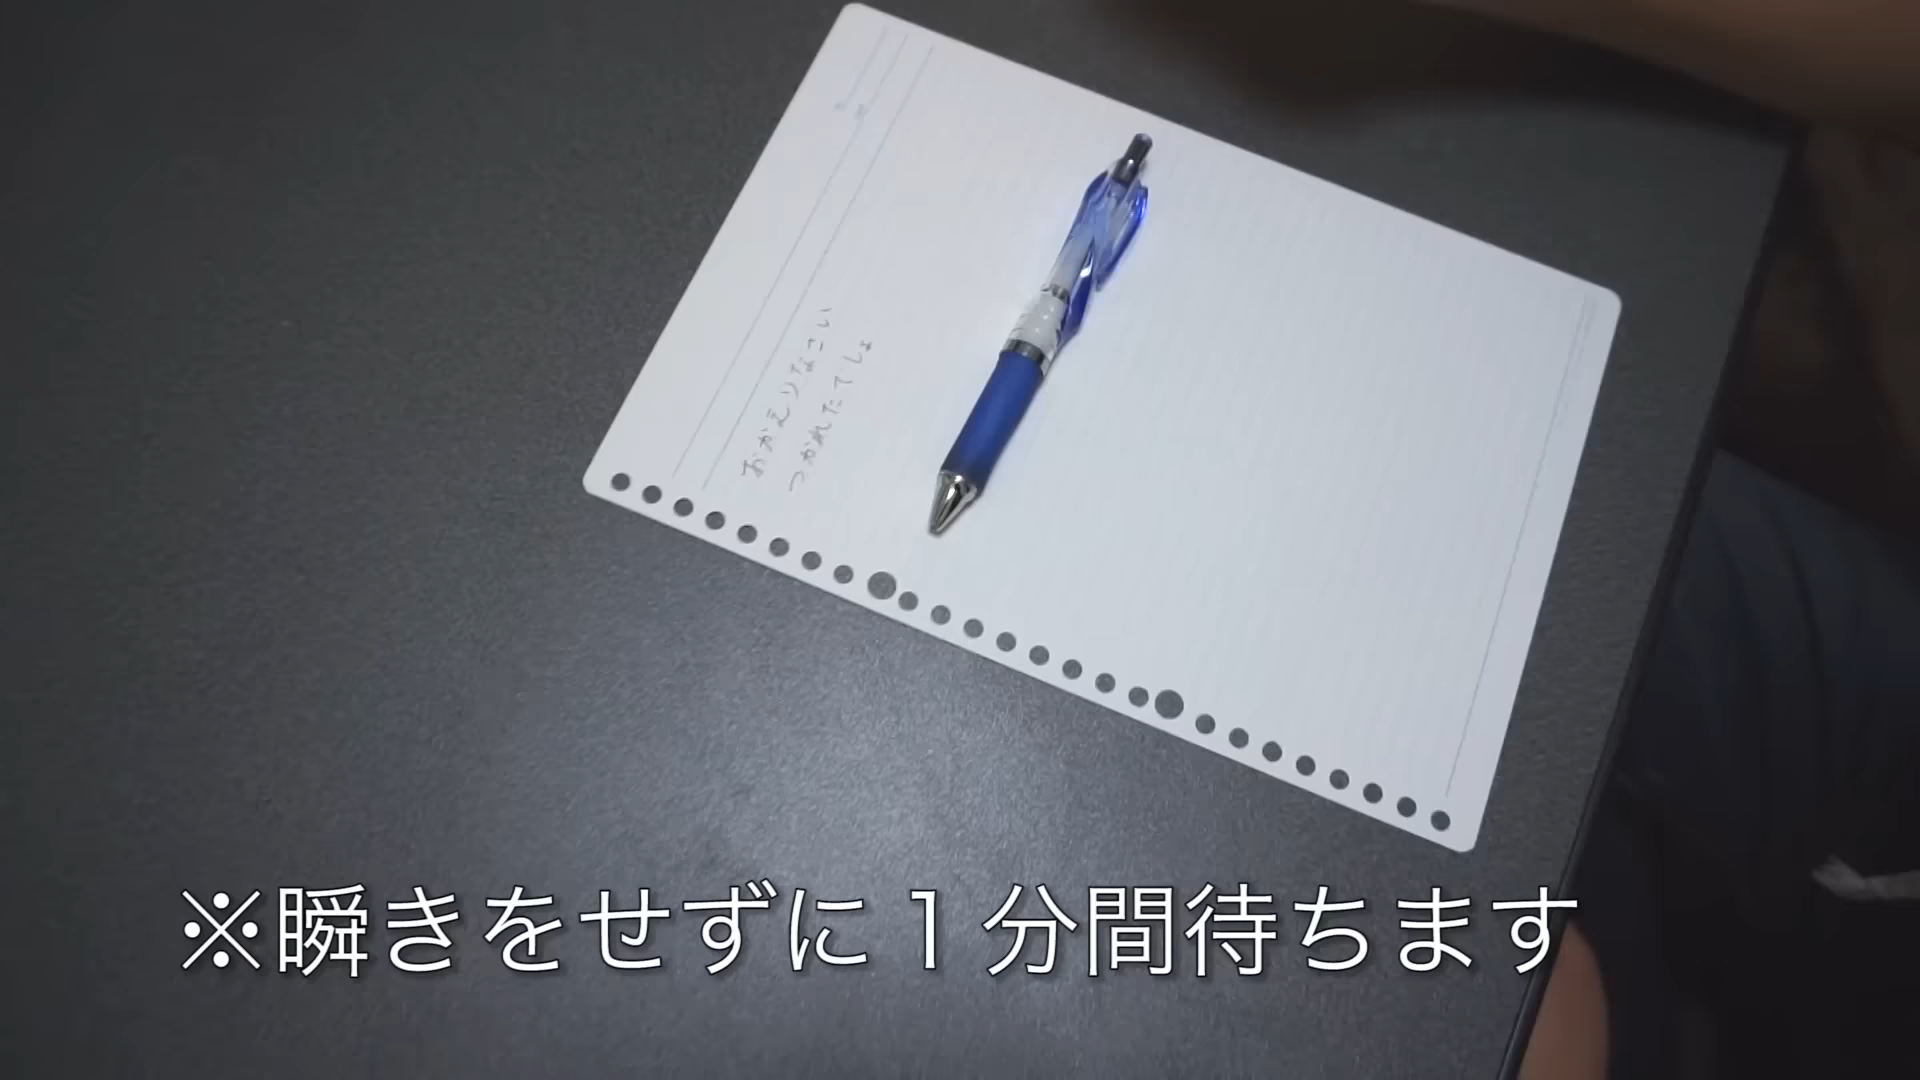 おかえりなさい
つかれたでしょ
※瞬きをせずに１分間待ちます